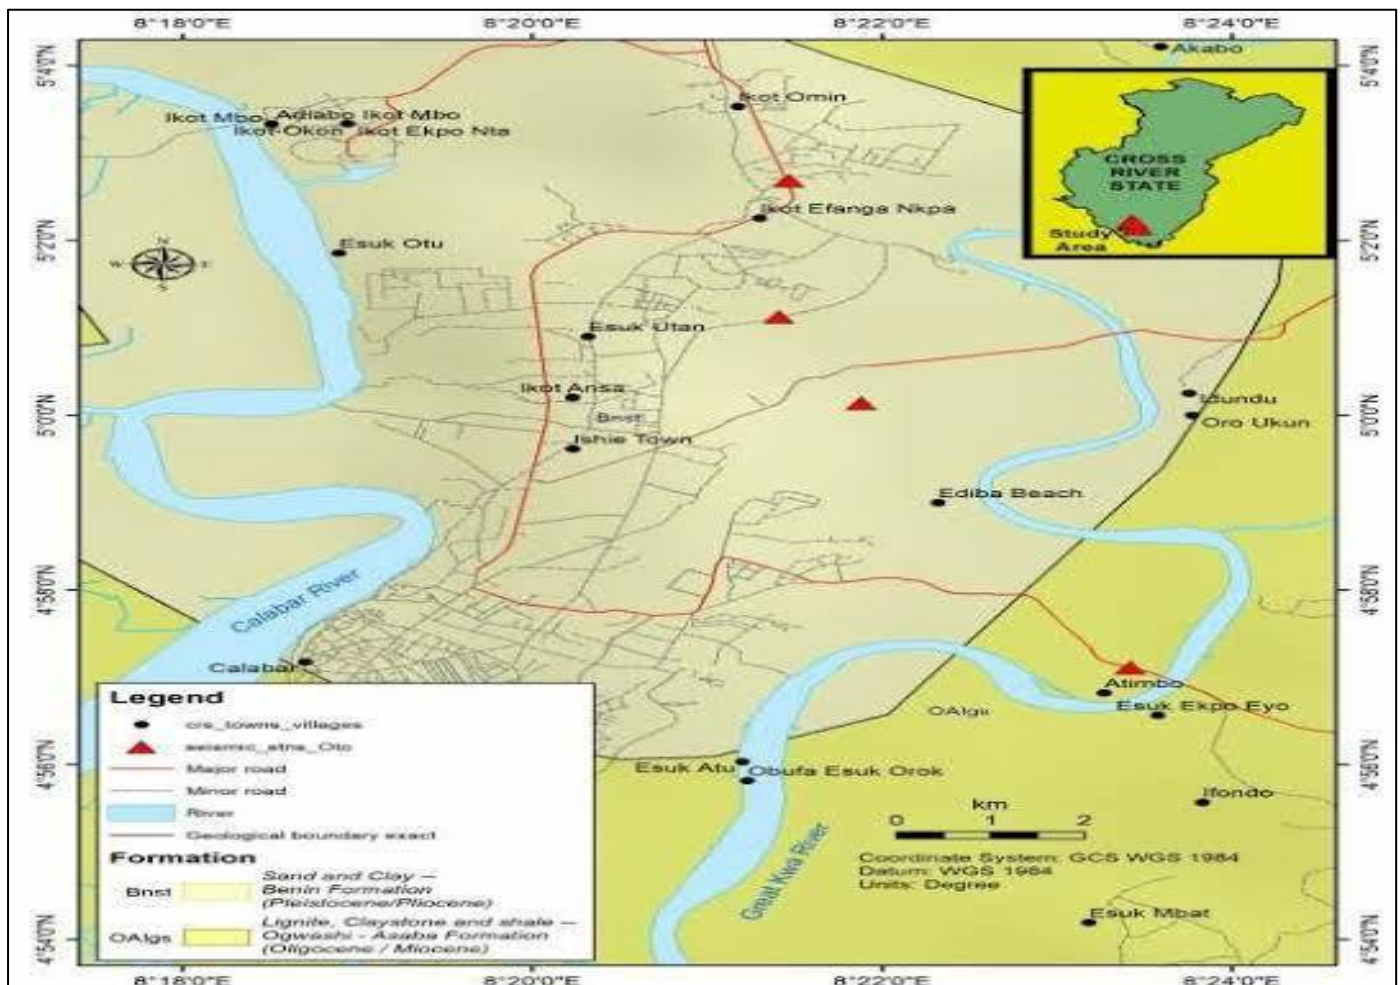 8°18'0"E 8°20'0"E 8°22'0"E 8°24'0"E
5°4'0"N
5°4'0"N
Akabo
Ikot Omin
Ikot Mbo
Adiabo Ikot Mbo
Ikot-Okon
Ikot Ekpo Nta
CROSS
RIVER
STATE
Study
Area
Ikot Efanga Nkpa
5°2'0"N
5°2'0"N
Esuk Otu
N
W
E
S
Esuk Utan
Ikot Ansa
Bnst
Ishie Town
5°0'0"N
5°0'0"N
Idundu
Oro Ukun
Ediba Beach
4°58'0"N
4°58'0"N
Calabar River
Calabar
Atimbo
Esuk Ekpo Eyo
OAlgs
4°56'0"N
4°56'0"N
Esuk Atu
Obufa Esuk Orok
Ifondo
Great Kwa River
km
0 1 2
Coordinate System: GCS WGS 1984
Datum: WGS 1984
Units: Degree
Esuk Mbat
4°54'0"N
4°54'0"N
Legend
crs_towns_villages
seismic_stns_Oto
Major road
Minor road
River
Geological boundary exact
Formation
Bnst
Sand and Clay –
Benin Formation
(Pleistocene/Pliocene)
OAlgs
Lignite, Claystone and shale –
Ogwashi - Asaba Formation
(Oligocene / Miocene)
8°18'0"E 8°20'0"E 8°22'0"E 8°24'0"E